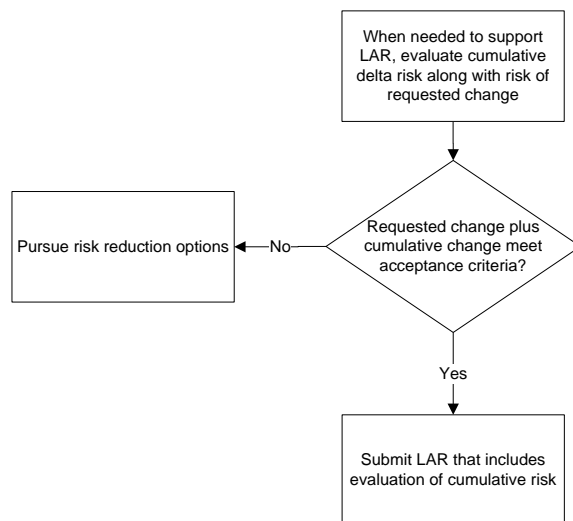 When needed to support
LAR, evaluate cumulative
delta risk along with risk of
requested change
Requested change plus
cumulative change meet
acceptance criteria?
No
Pursue risk reduction options
Yes
Submit LAR that includes
evaluation of cumulative risk